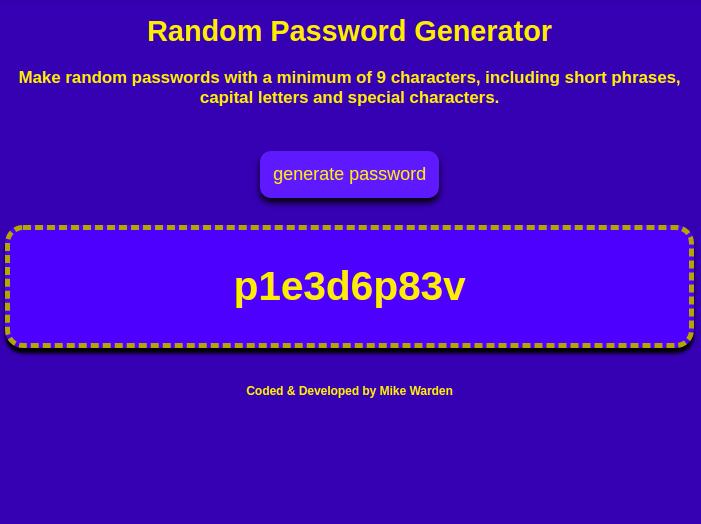 Random Password Generator
Make random passwords with a minimum of 9 characters, including short phrases,
capital letters and special characters.
generate password
p1e3d6p83v
Coded & Developed by Mike Warden